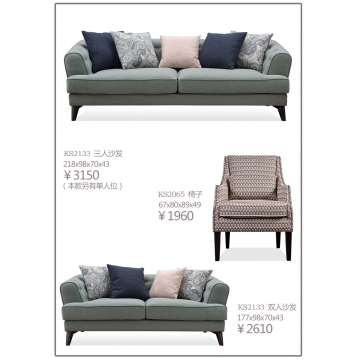 KS2133 三人沙发
218x98x70x43
￥3150
（本款另有单人位）
KS2065 椅子
67x80x89x49
￥1960
KS2133 双人沙发
177x98x70x43
￥2610